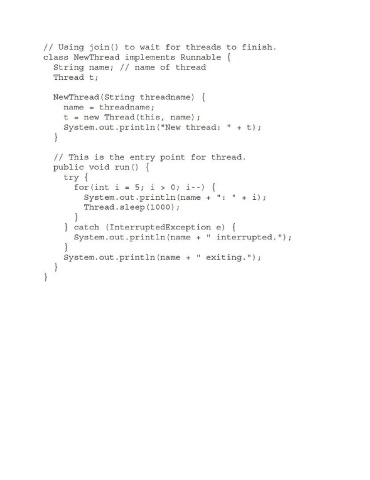 // Using join() to wait for threads to finish.
class NewThread implements Runnable {
  String name; // name of thread
  Thread t;

  NewThread(String threadname) {
    name = threadname;
    t = new Thread(this, name);
    System.out.println("New thread: " + t);
  }

  // This is the entry point for thread.
  public void run() {
    try {
      for(int i = 5; i > 0; i--) {
        System.out.println(name + ": " + i);
        Thread.sleep(1000);
      }
    } catch (InterruptedException e) {
      System.out.println(name + " interrupted.");
    }
    System.out.println(name + " exiting.");
  }
}